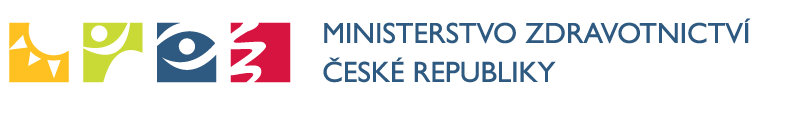 MINISTERSTVO ZDRAVOTNICTVÍ
ČESKÉ REPUBLIKY